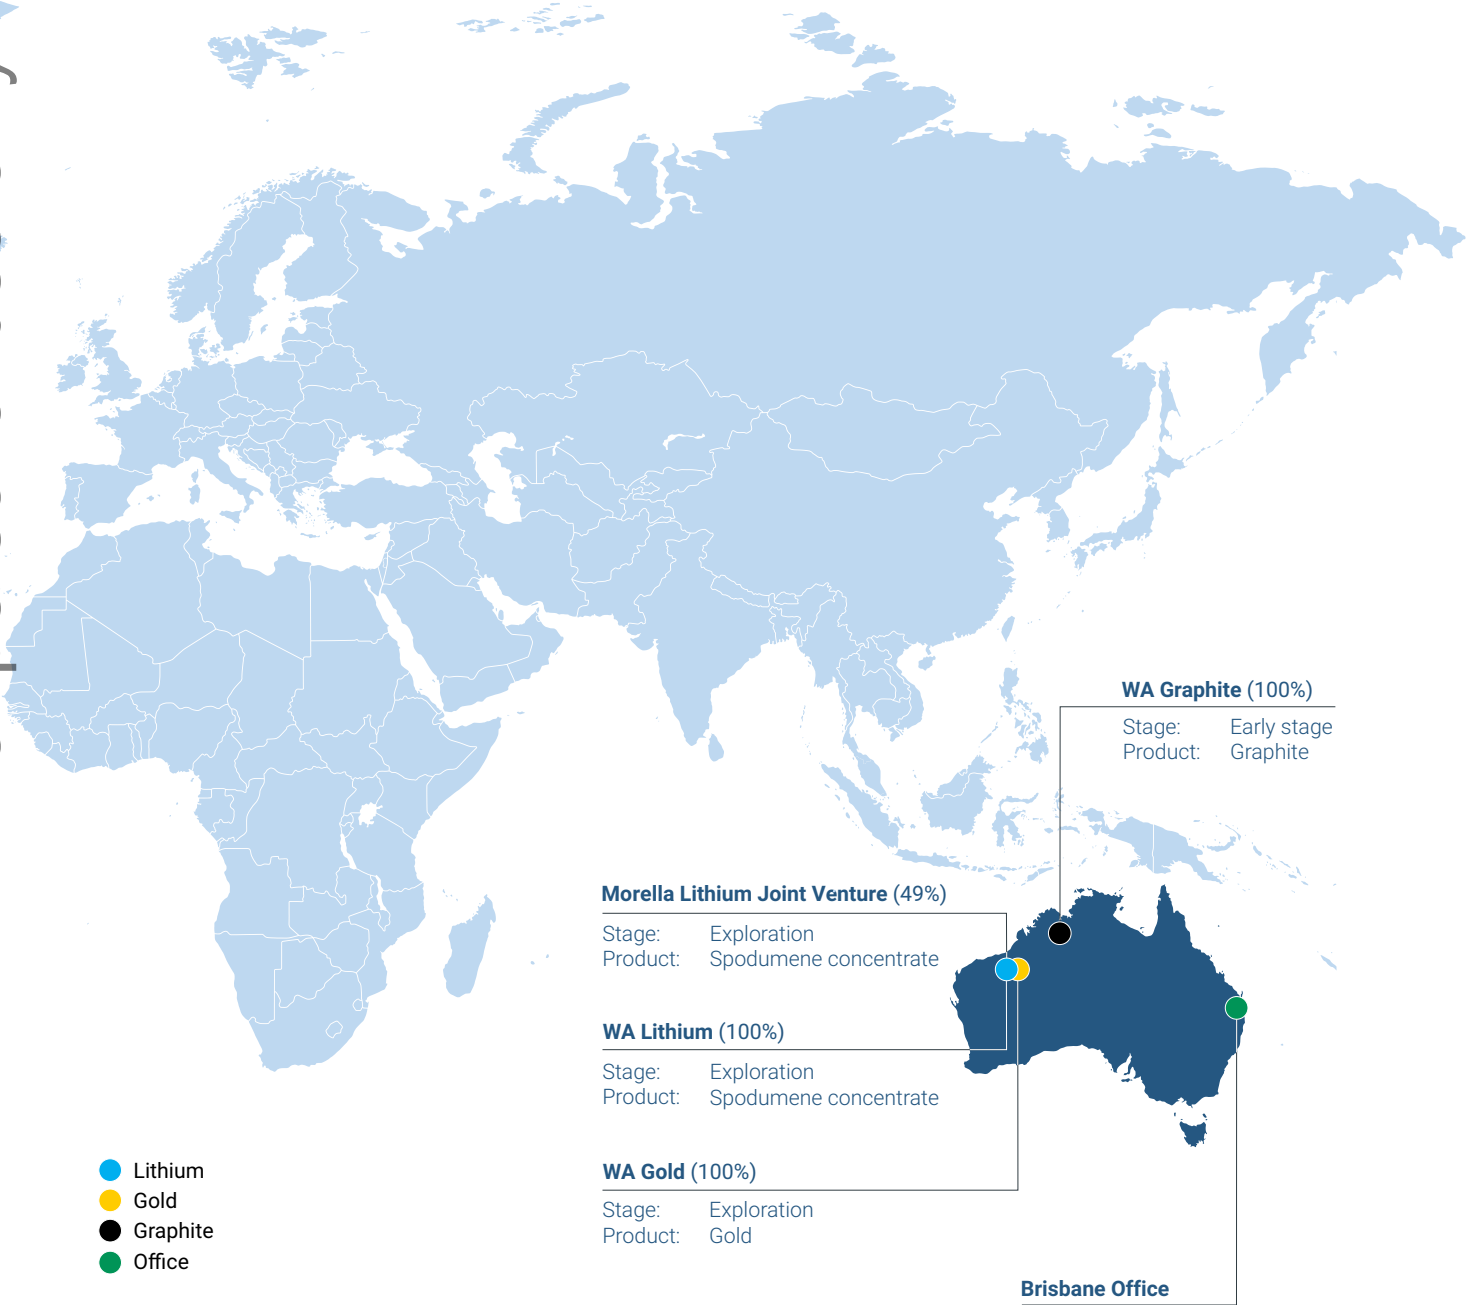 WA Graphite (100%)
Stage: Early stage
Product: Graphite
Morella Lithium Joint Venture (49%)
Stage: Exploration
Product: Spodumene concentrate
WA Lithium (100%)
Stage: Exploration
Product: Spodumene concentrate
WA Gold (100%)
Stage: Exploration
Product: Gold
Lithium
Gold
Graphite
Office
Brisbane Office